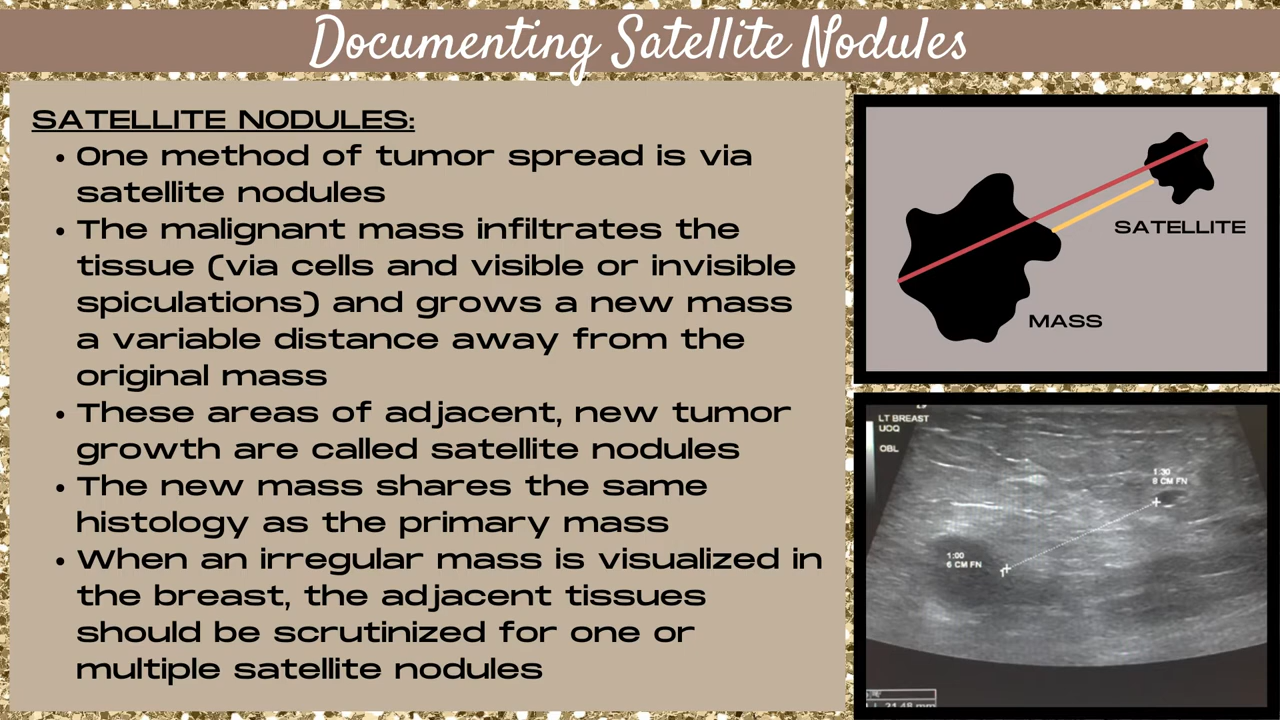 Documenting Satellite Nodules
SATELLITE NODULES:
• One method of tumor spread is via
satellite nodules
• The malignant mass infiltrates the
tissue (via cells and visible or invisible
spiculations) and grows a new mass
a variable distance away from the
original mass
• These areas of adjacent, new tumor
growth are called satellite nodules
• The new mass shares the same
histology as the primary mass
• When an irregular mass is visualized in
the breast, the adjacent tissues
should be scrutinized for one or
multiple satellite nodules
SATELLITE
MASS
LT BREAST
UOQ
OBL
1:30
8 CM FN
1:00
6 CM FN
21.48 mm